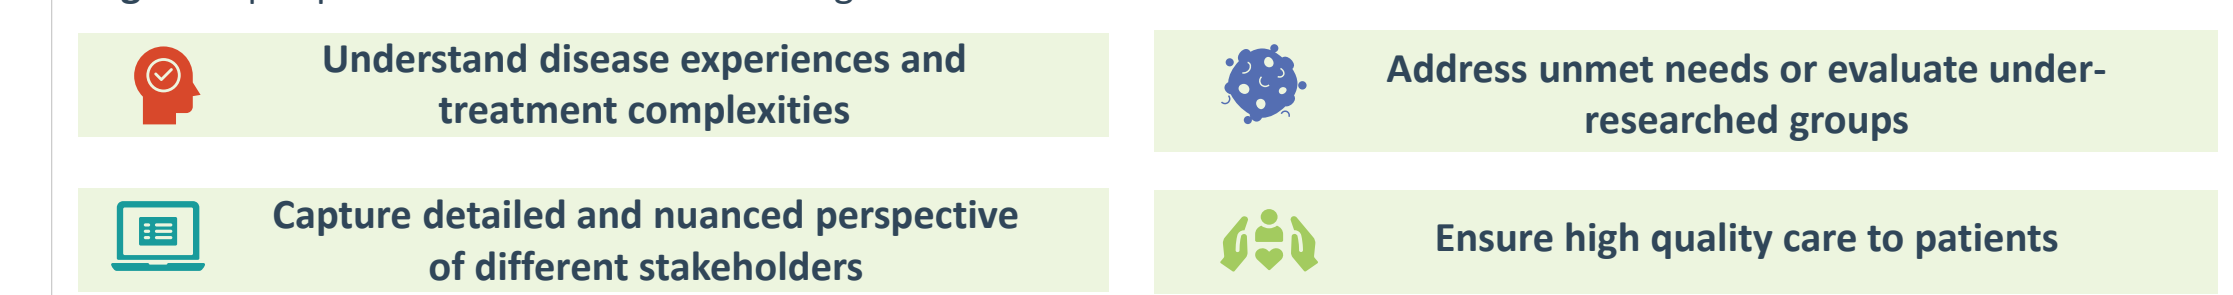 Understand disease experiences and
treatment complexities
Address unmet needs or evaluate under-
researched groups
Capture detailed and nuanced perspective
of different stakeholders
Ensure high quality care to patients